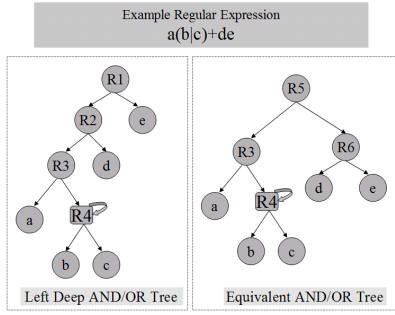 Example Regular Expression
a(b|c)+de
R1
R2
e
R3
d
a
R4
b
c
Left Deep AND/OR Tree
R5
R3
R6
a
R4
d
e
b
c
Equivalent AND/OR Tree